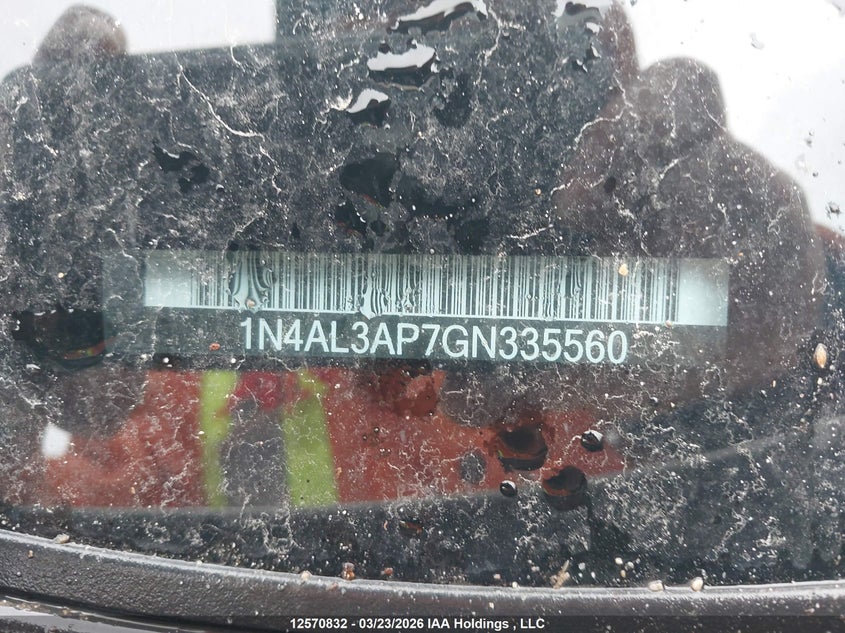 1N4AL3AP7GN335560
12570832 - 03/23/2026 IAA Holdings , LLC